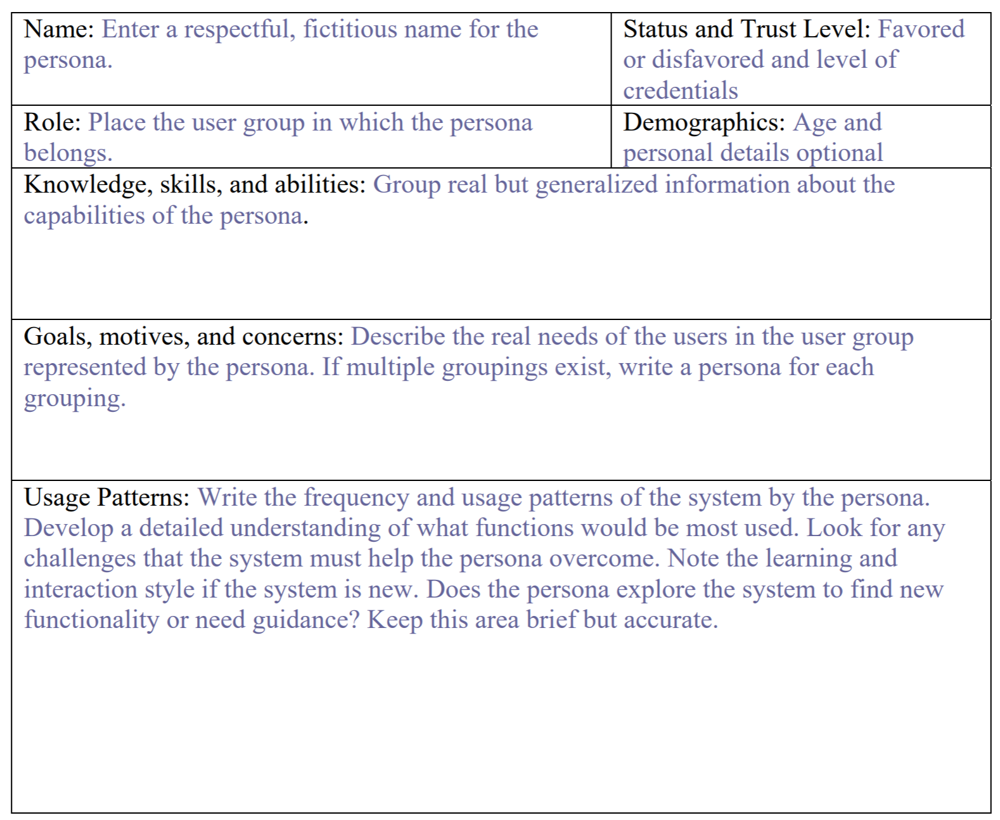 Name: Enter a respectful, fictitious name for the
persona.
Status and Trust Level: Favored
or disfavored and level of
credentials
Role: Place the user group in which the persona
belongs.
Demographics: Age and
personal details optional
Knowledge, skills, and abilities: Group real but generalized information about the
capabilities of the persona.
Goals, motives, and concerns: Describe the real needs of the users in the user group
represented by the persona. If multiple groupings exist, write a persona for each
grouping.
Usage Patterns: Write the frequency and usage patterns of the system by the persona.
Develop a detailed understanding of what functions would be most used. Look for any
challenges that the system must help the persona overcome. Note the learning and
interaction style if the system is new. Does the persona explore the system to find new
functionality or need guidance? Keep this area brief but accurate.